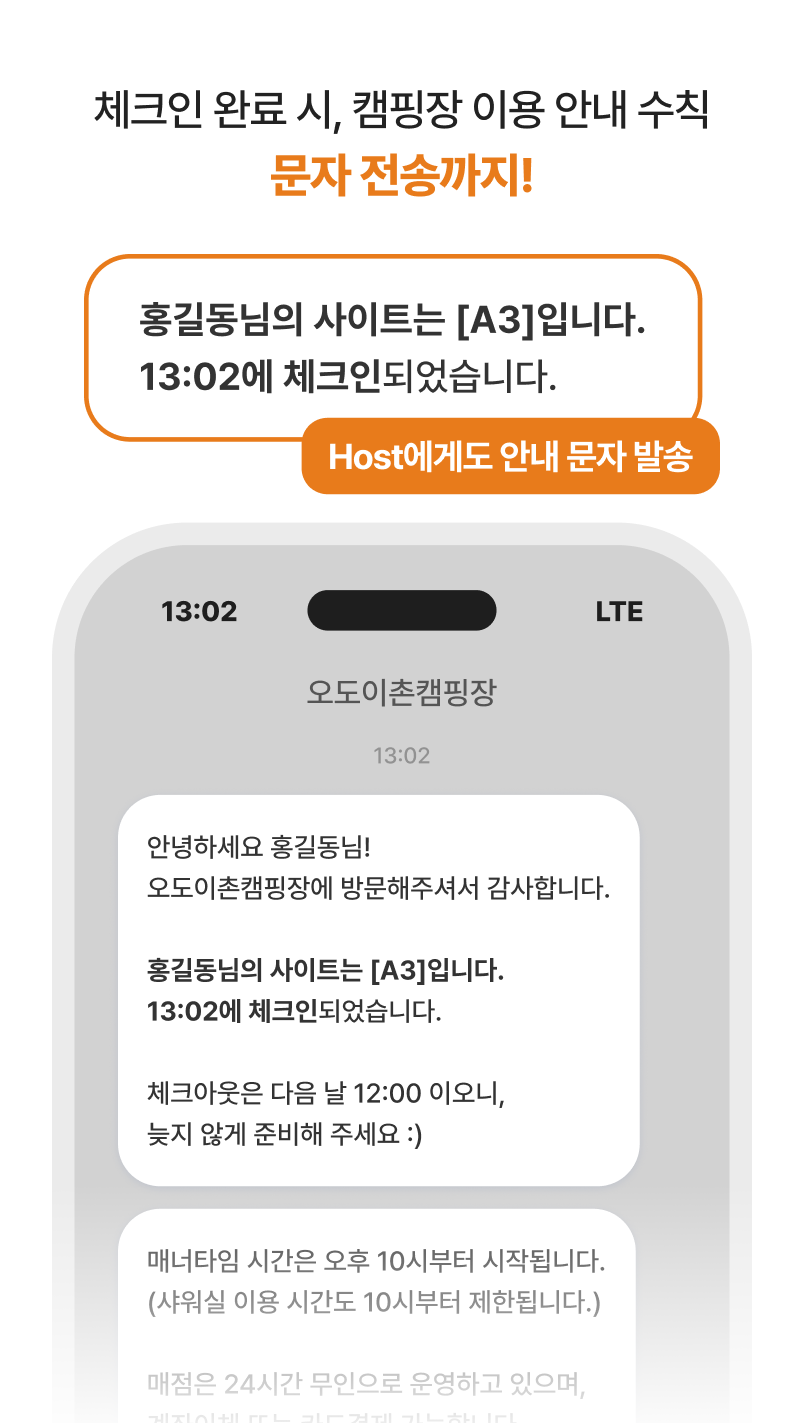 체크인 완료 시, 캠핑장 이용 안내 수칙
문자 전송까지!
홍길동님의 사이트는 [A3]입니다.
13:02에 체크인되었습니다.
Host에게도 안내 문자 발송
13:02 LTE
오도이촌캠핑장
13:02
안녕하세요 홍길동님!
오도이촌캠핑장에 방문해주셔서 감사합니다.
홍길동님의 사이트는 [A3]입니다.
13:02에 체크인되었습니다.
체크아웃은 다음 날 12:00 이오니,
늦지 않게 준비해 주세요 :)
매너타임 시간은 오후 10시부터 시작됩니다.
(샤워실 이용 시간도 10시부터 제한됩니다.)
매점은 24시간 무인으로 운영하고 있으며,